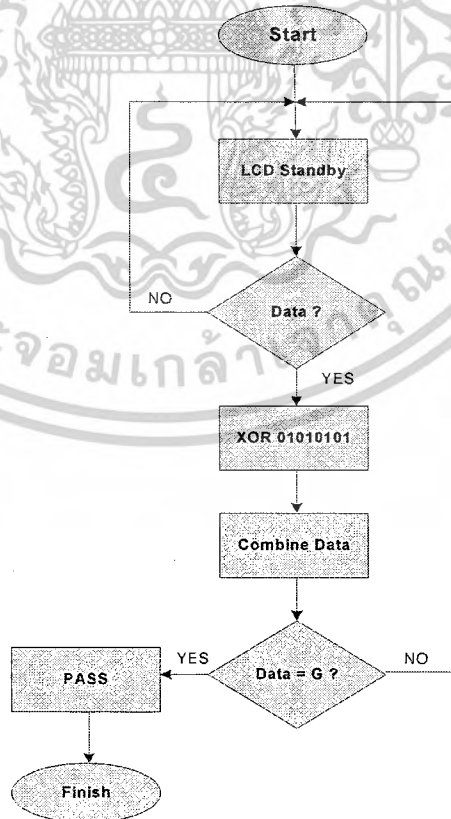 Start
LCD Standby
Data ?
NO
YES
XOR 01010101
Combine Data
Data = G ?
YES
NO
PASS
Finish